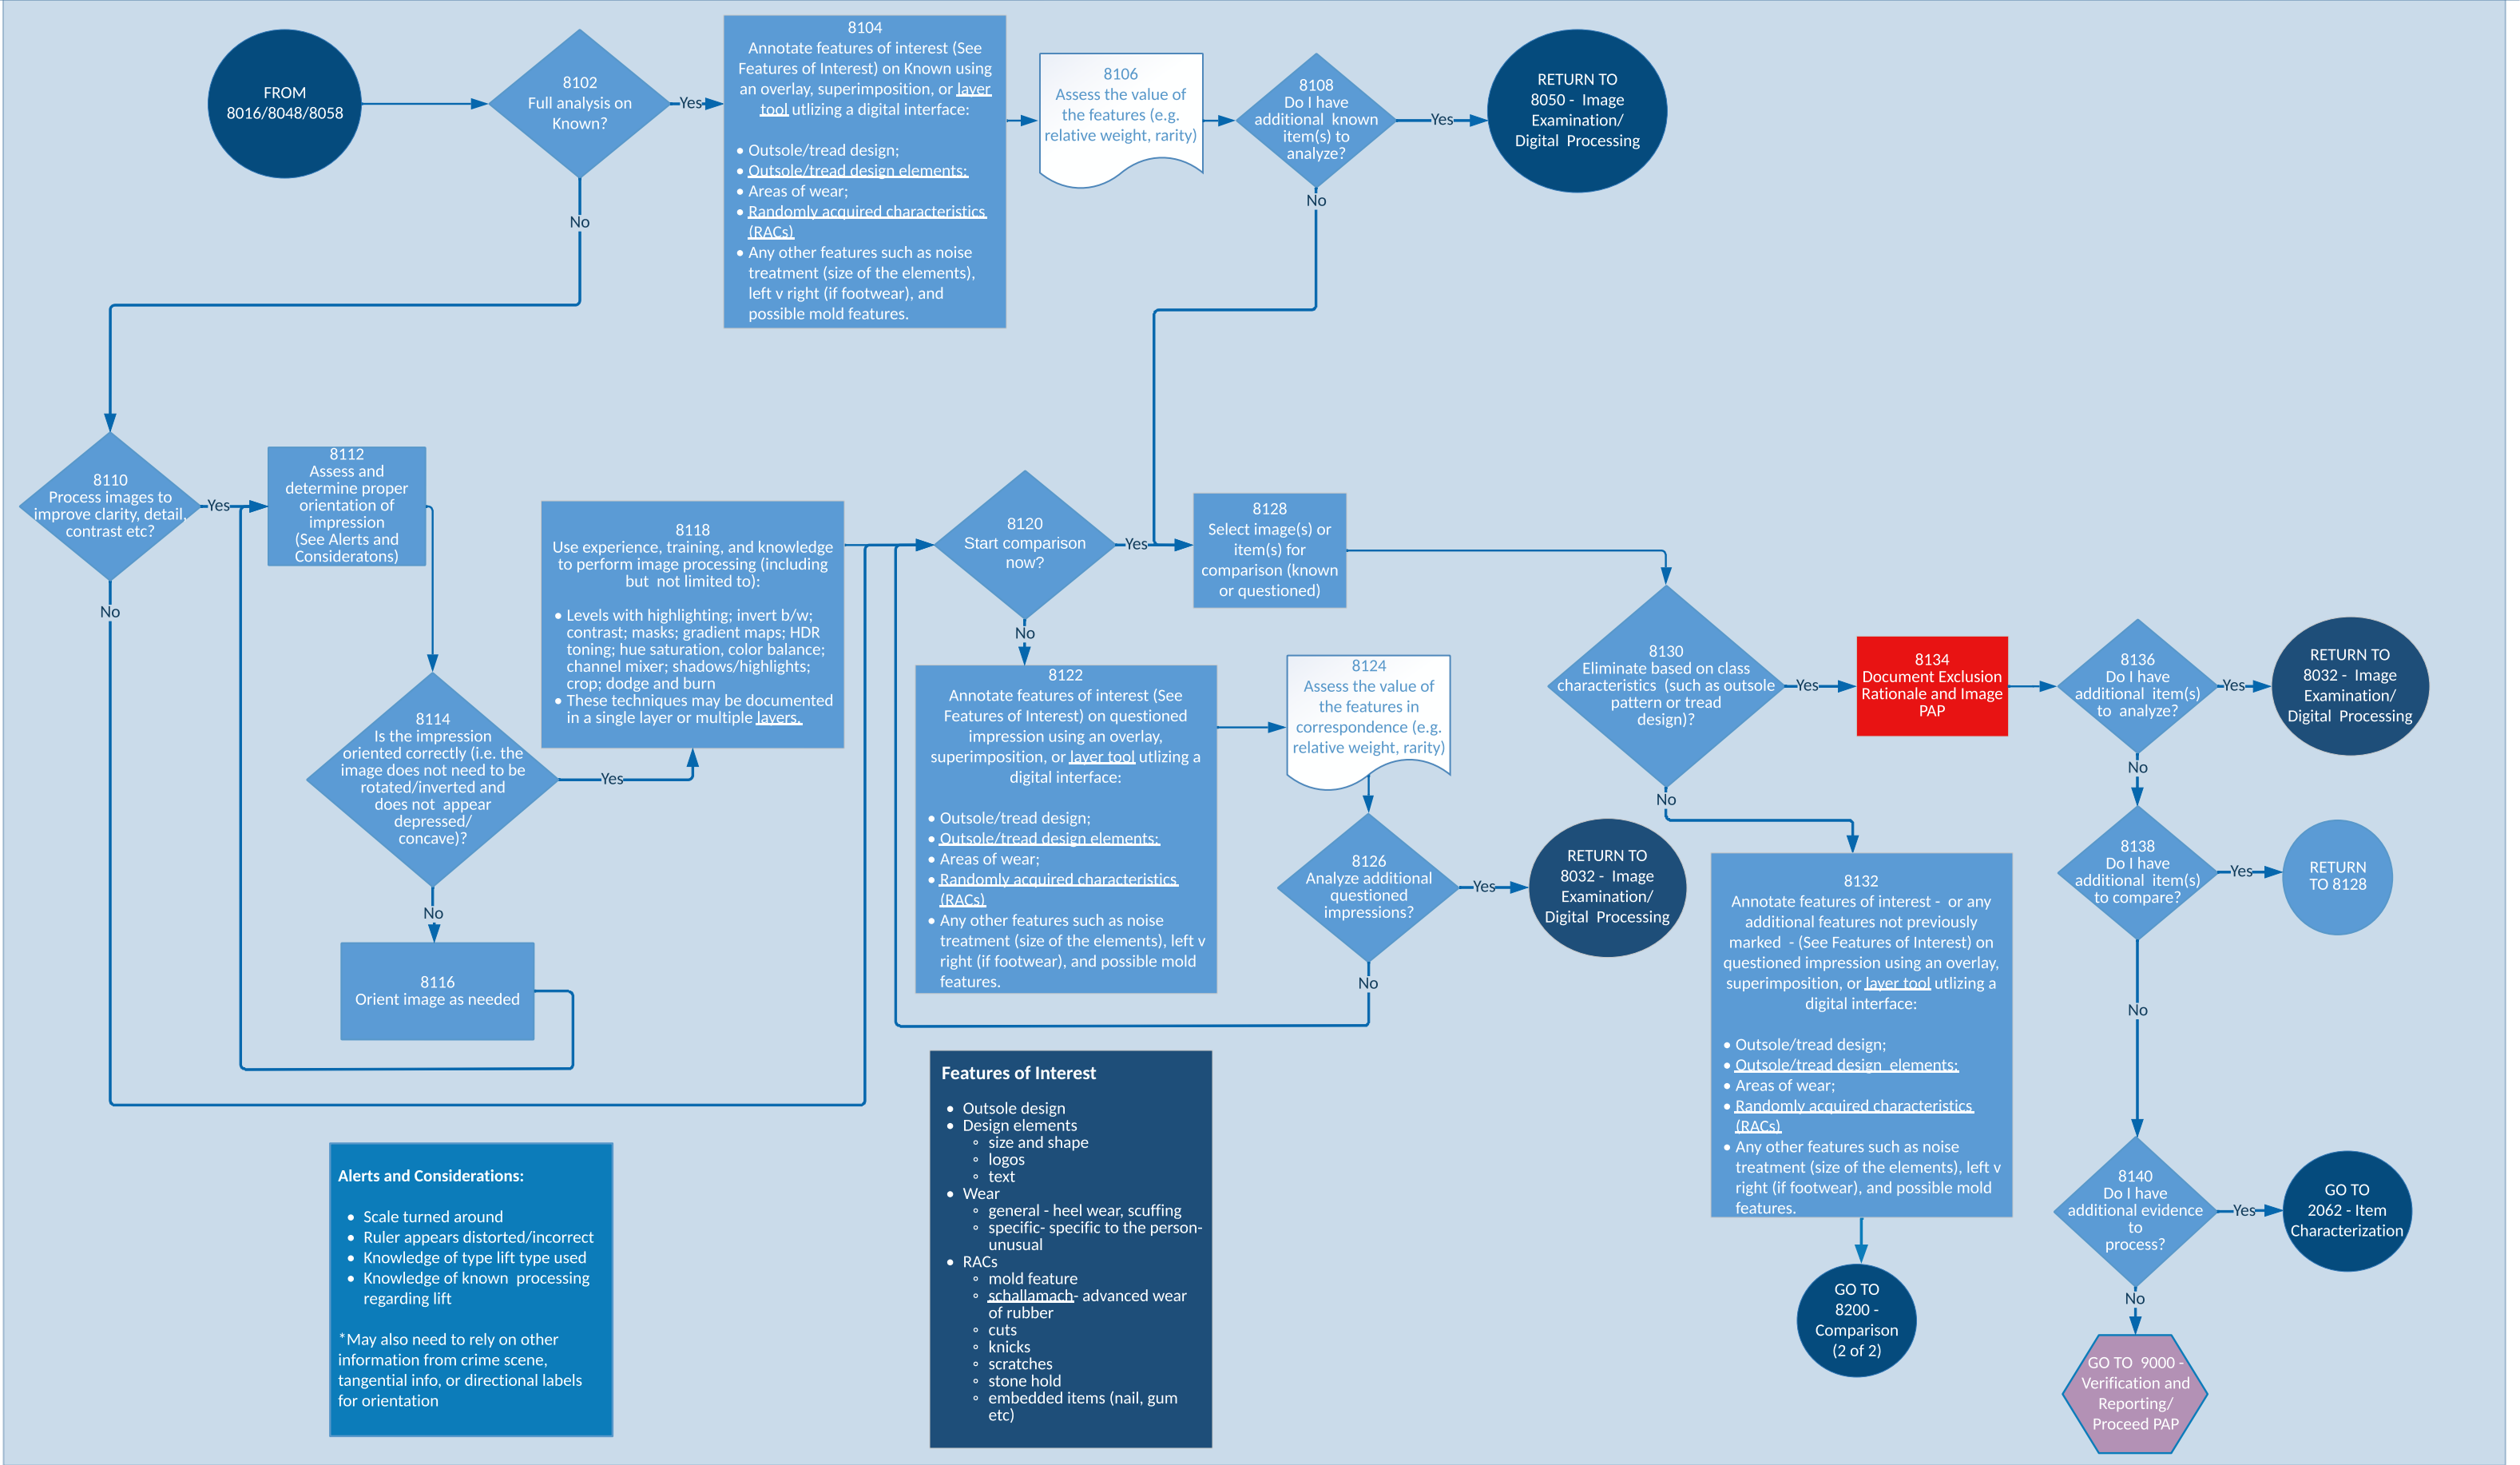 FROM
8016/8048/8058
8102
Full analysis on
Known?
Yes
No
8104
Annotate features of interest (See
Features of Interest) on Known using
an overlay, superimposition, or layer
tool utlizing a digital interface:
• Outsole/tread design;
• Outsole/tread design elements;
• Areas of wear;
• Randomly acquired characteristics
(RACs)
• Any other features such as noise
treatment (size of the elements),
left v right (if footwear), and
possible mold features.
8106
Assess the value of
the features (e.g.
relative weight, rarity)
8108
Do I have
additional known
item(s) to
analyze?
Yes
No
RETURN TO
8050 - Image
Examination/
Digital Processing
8110
Process images to
improve clarity, detail,
contrast etc?
Yes
No
8112
Assess and
determine proper
orientation of
impression
(See Alerts and
Consideratons)
8114
Is the impression
oriented correctly (i.e. the
image does not need to be
rotated/inverted and
does not appear
depressed/
concave)?
Yes
No
8116
Orient image as needed
8118
Use experience, training, and knowledge
to perform image processing (including
but not limited to):
• Levels with highlighting; invert b/w;
contrast; masks; gradient maps; HDR
toning; hue saturation, color balance;
channel mixer; shadows/highlights;
crop; dodge and burn
• These techniques may be documented
in a single layer or multiple layers.
8120
Start comparison
now?
Yes
No
8122
Annotate features of interest (See
Features of Interest) on questioned
impression using an overlay,
superimposition, or layer tool utlizing a
digital interface:
• Outsole/tread design;
• Outsole/tread design elements;
• Areas of wear;
• Randomly acquired characteristics
(RACs)
• Any other features such as noise
treatment (size of the elements), left v
right (if footwear), and possible mold
features.
8124
Assess the value of
the features in
correspondence (e.g.
relative weight, rarity)
8126
Analyze additional
questioned
impressions?
Yes
No
RETURN TO
8032 - Image
Examination/
Digital Processing
8128
Select image(s) or
item(s) for
comparison (known
or questioned)
8130
Eliminate based on class
characteristics (such as outsole
pattern or tread
design)?
Yes
No
8132
Annotate features of interest - or any
additional features not previously
marked - (See Features of Interest) on
questioned impression using an overlay,
superimposition, or layer tool utlizing a
digital interface:
• Outsole/tread design;
• Outsole/tread design elements;
• Areas of wear;
• Randomly acquired characteristics
(RACs)
• Any other features such as noise
treatment (size of the elements), left v
right (if footwear), and possible mold
features.
GO TO
8200 -
Comparison
(2 of 2)
8134
Document Exclusion
Rationale and Image
PAP
8136
Do I have
additional item(s)
to analyze?
Yes
No
RETURN TO
8032 - Image
Examination/
Digital Processing
8138
Do I have
additional item(s)
to compare?
Yes
No
RETURN
TO 8128
8140
Do I have
additional evidence
to
process?
Yes
No
GO TO
2062 - Item
Characterization
GO TO 9000 -
Verification and
Reporting/
Proceed PAP
Alerts and Considerations:
• Scale turned around
• Ruler appears distorted/incorrect
• Knowledge of type lift type used
• Knowledge of known processing
regarding lift
*May also need to rely on other
information from crime scene,
tangential info, or directional labels
for orientation
Features of Interest
• Outsole design
• Design elements
◦ size and shape
◦ logos
◦ text
• Wear
◦ general - heel wear, scuffing
◦ specific- specific to the person-
unusual
• RACs
◦ mold feature
◦ schallamach- advanced wear
of rubber
◦ cuts
◦ knicks
◦ scratches
◦ stone hold
◦ embedded items (nail, gum
etc)